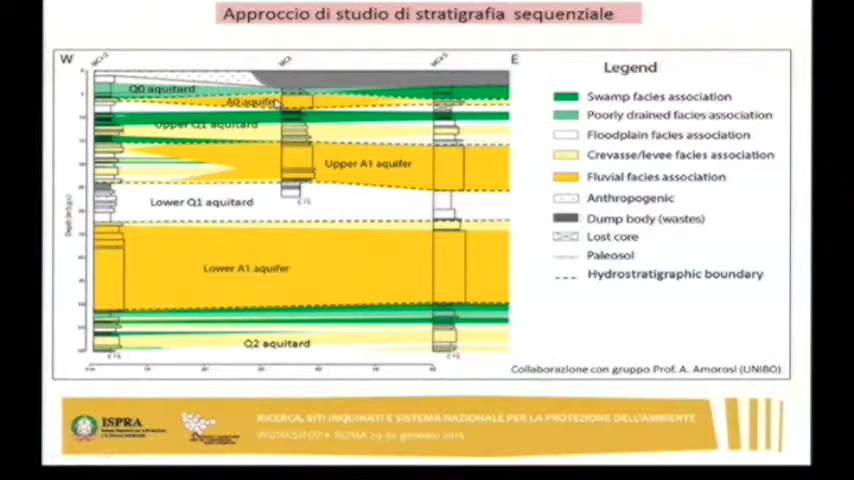 Approccio di studio di stratigrafia sequenziale
W
E
Legend
Q0 aquitard
A0 aquifer
Upper Q1 aquitard
Upper A1 aquifer
Lower Q1 aquitard
Lower A1 aquifer
Q2 aquitard
Swamp facies association
Poorly drained facies association
Floodplain facies association
Crevasse/levee facies association
Fluvial facies association
Anthropogenic
Dump body (wastes)
Lost core
Paleosol
Hydrostratigraphic boundary
Collaborazione con gruppo Prof. A. Amorosi (UNIBO)
ISPRA
RICERCA, SITI INQUINATI E SISTEMA NAZIONALE PER LA PROTEZIONE DELL'AMBIENTE
WORKSHOP • ROMA